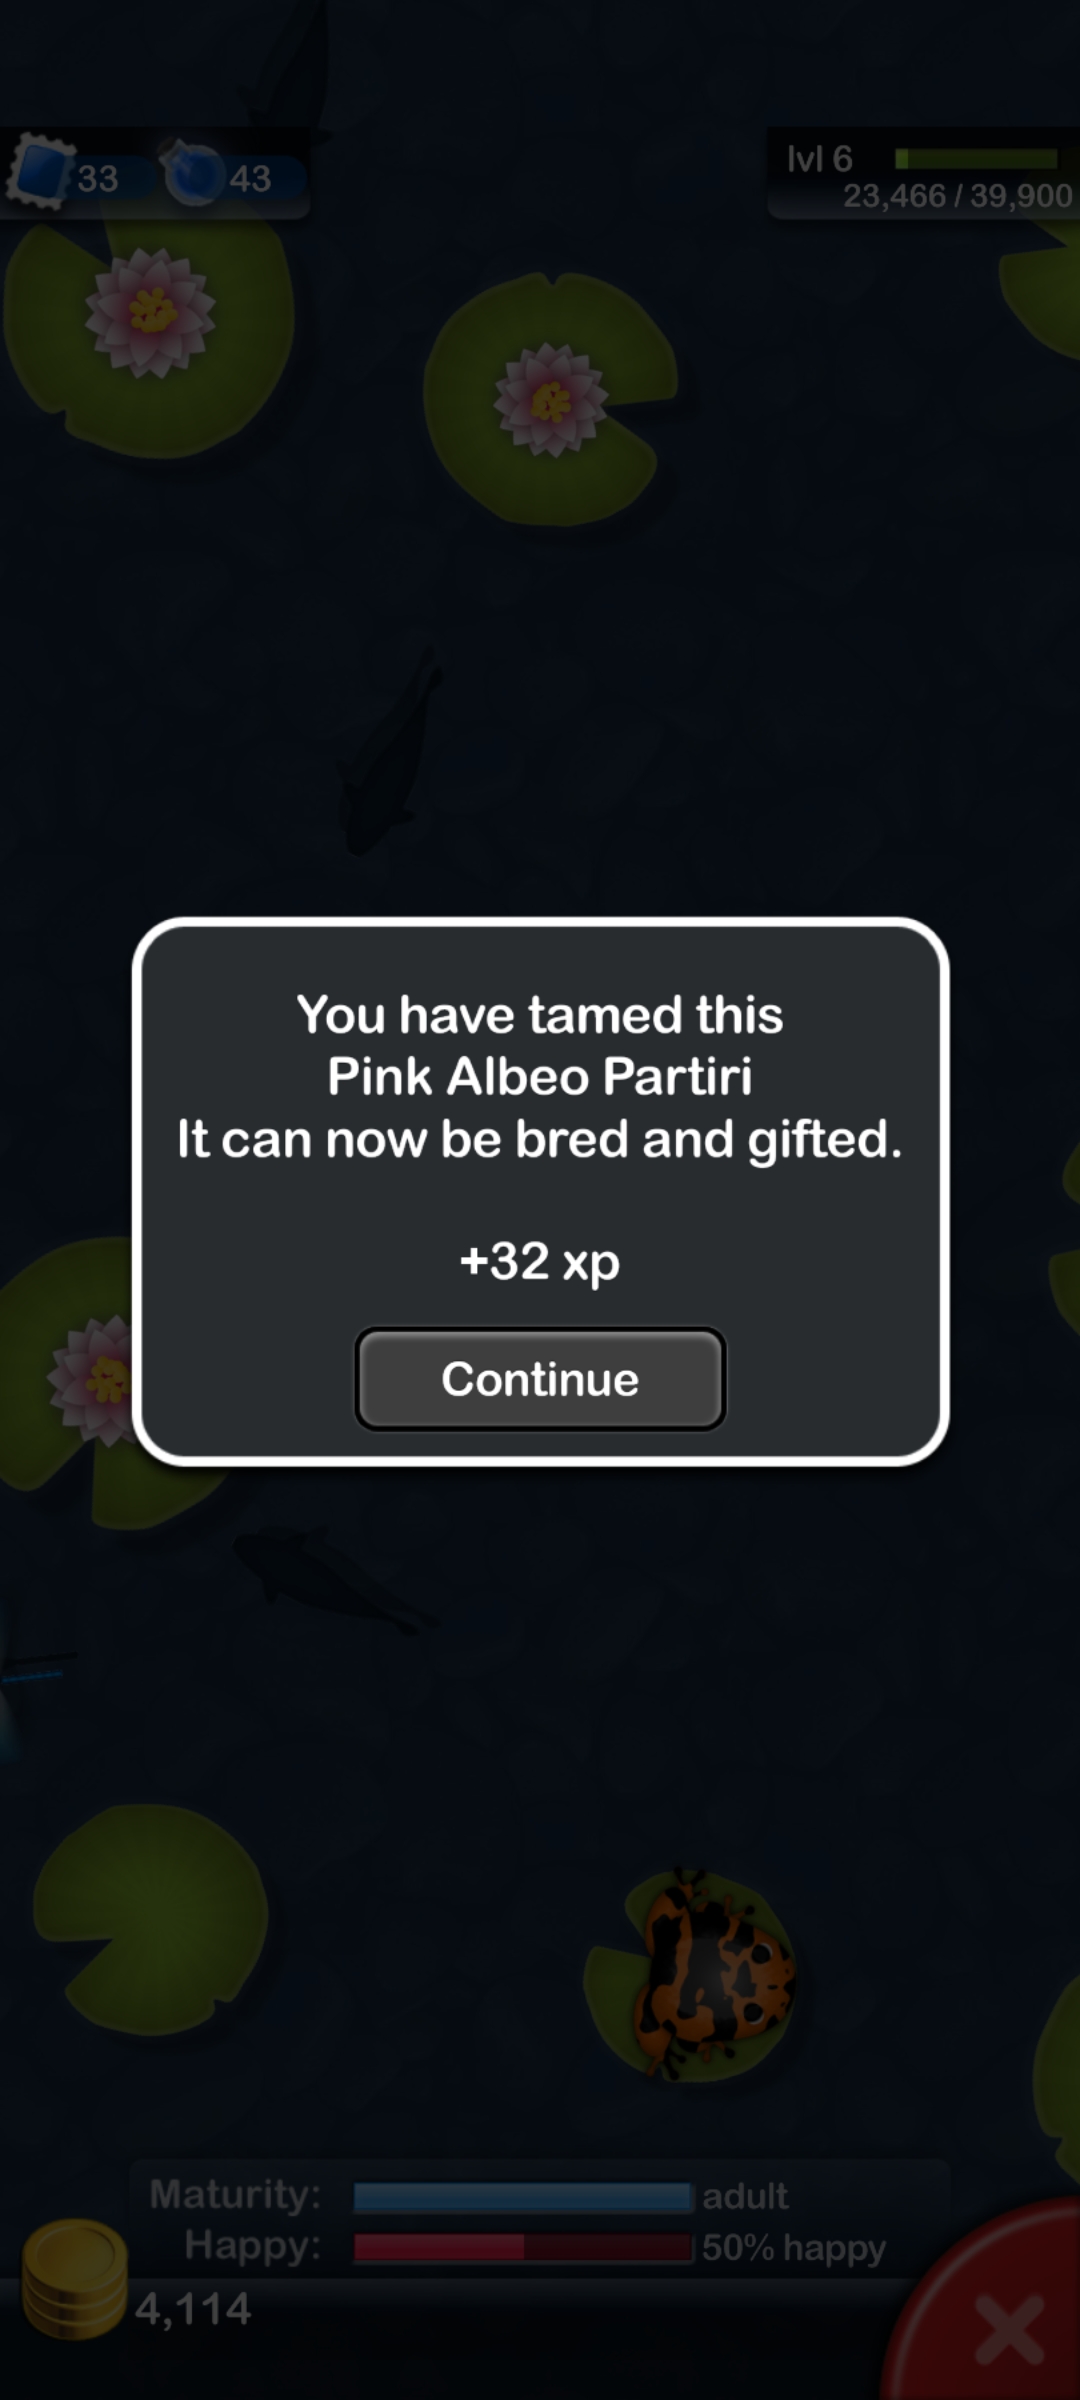 33
43
lvl 6
23,466 / 39,900
You have tamed this
Pink Albeo Partiri
It can now be bred and gifted.
+32 xp
Continue
Maturity: adult
Happy: 50% happy
4,114